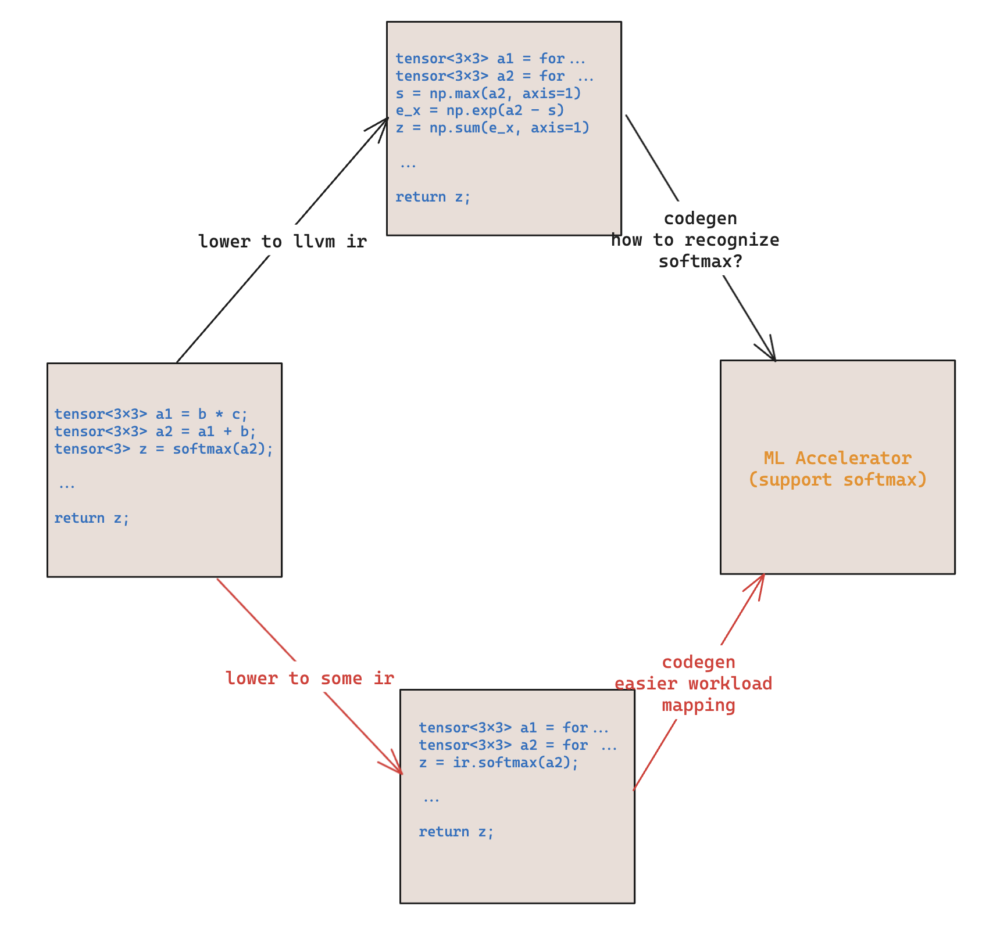 tensor<3×3> a1 = for ...
tensor<3×3> a2 = for ...
s = np.max(a2, axis=1)
e_x = np.exp(a2 - s)
z = np.sum(e_x, axis=1)
...
return z;
lower to llvm ir
codegen
how to recognize
softmax?
tensor<3×3> a1 = b * c;
tensor<3×3> a2 = a1 + b;
tensor<3> z = softmax(a2);
...
return z;
ML Accelerator
(support softmax)
lower to some ir
codegen
easier workload
mapping
tensor<3×3> a1 = for ...
tensor<3×3> a2 = for ...
z = ir.softmax(a2);
...
return z;